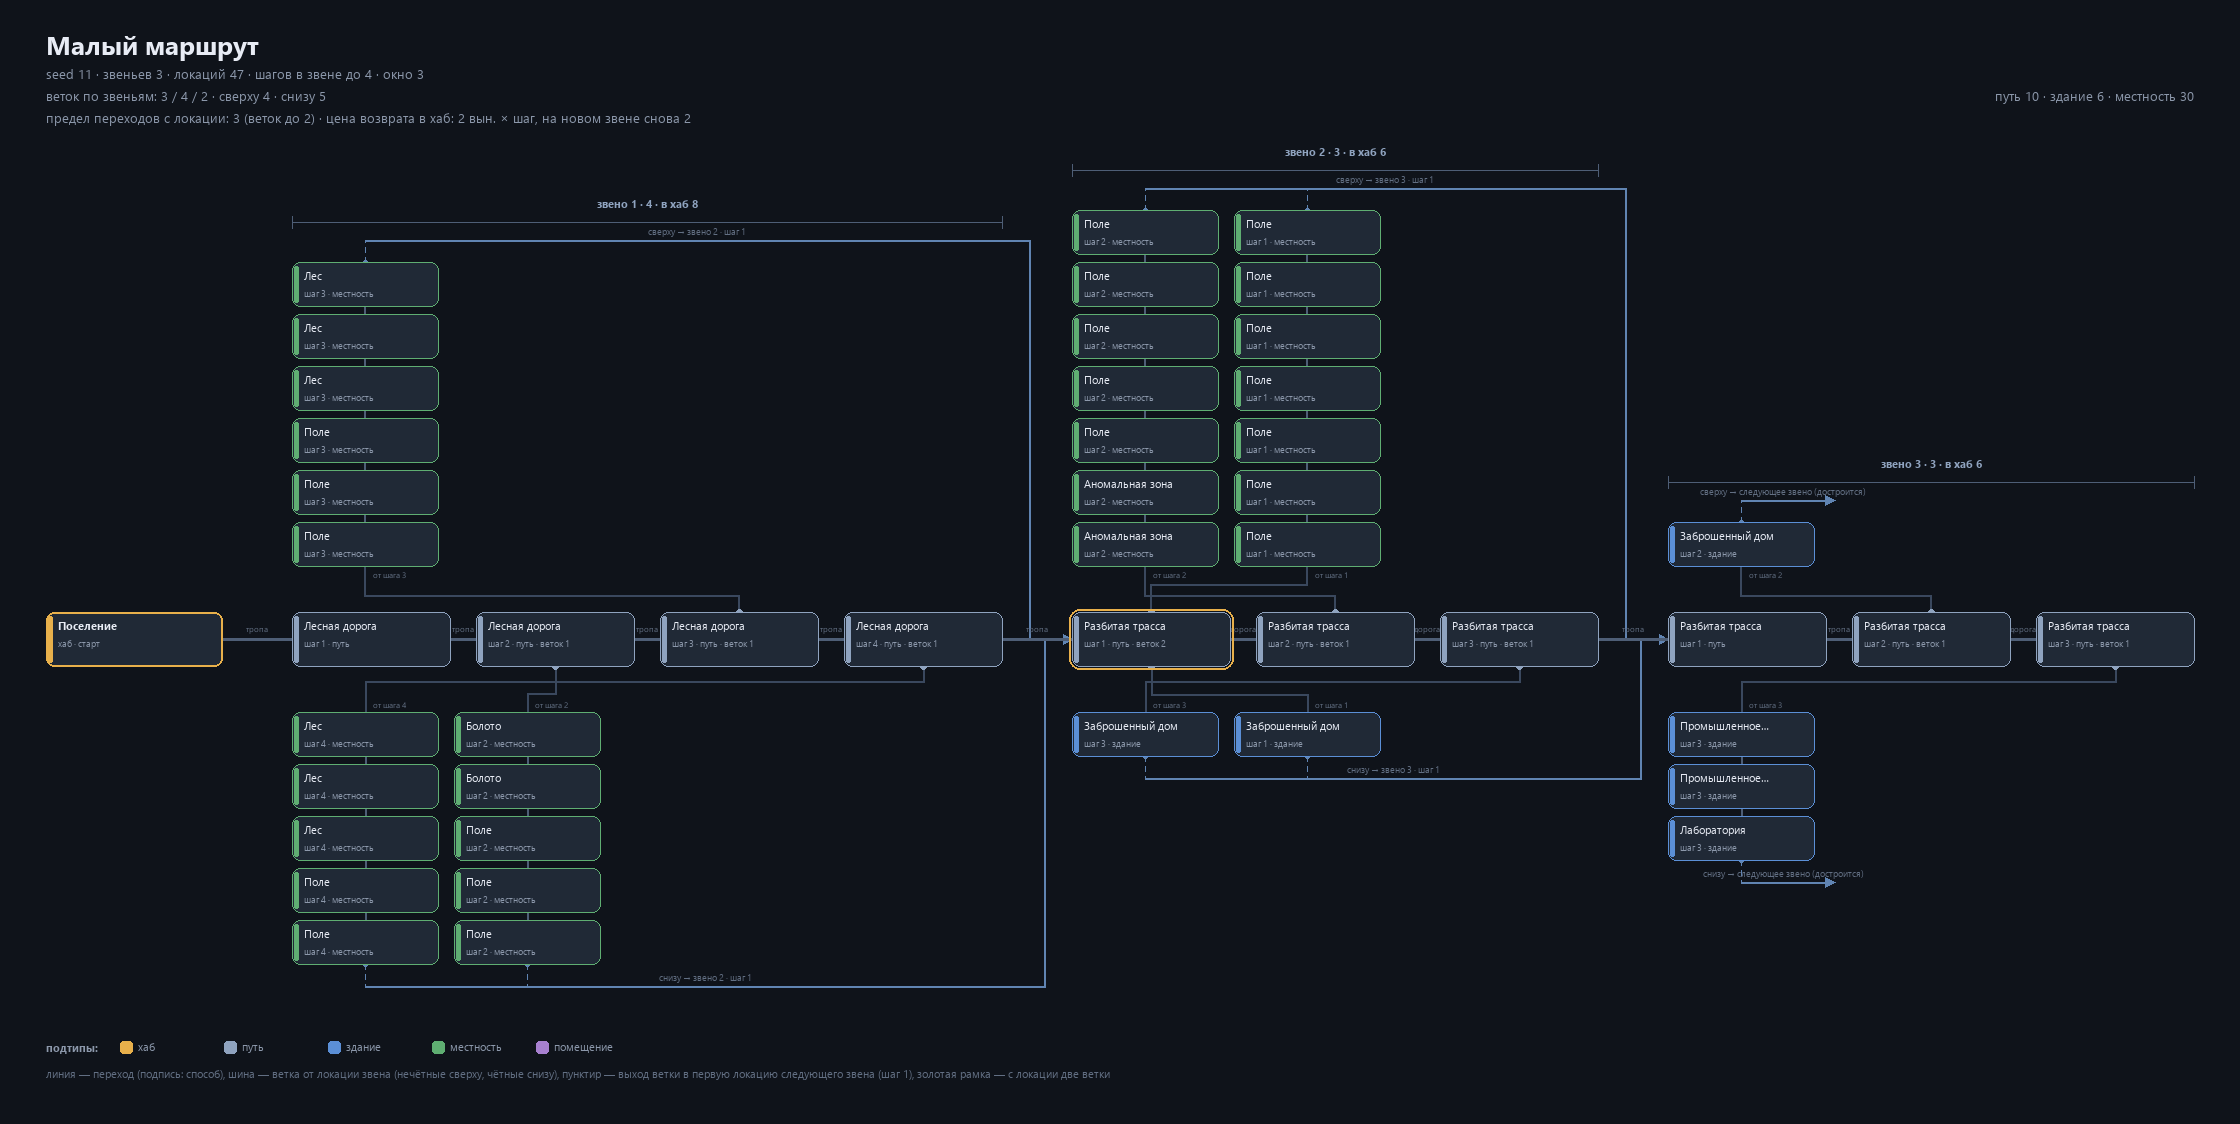 Малый маршрут
seed 11 · звеньев 3 · локаций 47 · шагов в звене до 4 · окно 3
веток по звеньям: 3 / 4 / 2 · сверху 4 · снизу 5
путь 10 · здание 6 · местность 30
предел переходов с локации: 3 (веток до 2) · цена возврата в хаб: 2 вын. × шаг, на новом звене снова 2
звено 1 · 4 · в хаб 8
сверху → звено 2 · шаг 1
Лес
шаг 3 · местность
Лес
шаг 3 · местность
Лес
шаг 3 · местность
Поле
шаг 3 · местность
Поле
шаг 3 · местность
Поле
шаг 3 · местность
от шага 3
звено 2 · 3 · в хаб 6
сверху → звено 3 · шаг 1
Поле
шаг 2 · местность
Поле
шаг 2 · местность
Поле
шаг 2 · местность
Поле
шаг 2 · местность
Поле
шаг 2 · местность
Аномальная зона
шаг 2 · местность
Аномальная зона
шаг 2 · местность
от шага 2
Поле
шаг 1 · местность
Поле
шаг 1 · местность
Поле
шаг 1 · местность
Поле
шаг 1 · местность
Поле
шаг 1 · местность
Поле
шаг 1 · местность
Поле
шаг 1 · местность
от шага 1
звено 3 · 3 · в хаб 6
сверху → следующее звено (достроится)
Заброшенный дом
шаг 2 · здание
от шага 2
Поселение
хаб · старт
тропа
Лесная дорога
шаг 1 · путь
тропа
Лесная дорога
шаг 2 · путь · веток 1
тропа
Лесная дорога
шаг 3 · путь · веток 1
тропа
Лесная дорога
шаг 4 · путь · веток 1
тропа
Разбитая трасса
шаг 1 · путь · веток 2
дорога
Разбитая трасса
шаг 2 · путь · веток 1
дорога
Разбитая трасса
шаг 3 · путь · веток 1
тропа
Разбитая трасса
шаг 1 · путь
тропа
Разбитая трасса
шаг 2 · путь · веток 1
дорога
Разбитая трасса
шаг 3 · путь · веток 1
от шага 4
Лес
шаг 4 · местность
Лес
шаг 4 · местность
Лес
шаг 4 · местность
Поле
шаг 4 · местность
Поле
шаг 4 · местность
от шага 2
Болото
шаг 2 · местность
Болото
шаг 2 · местность
Поле
шаг 2 · местность
Поле
шаг 2 · местность
Поле
шаг 2 · местность
снизу → звено 2 · шаг 1
от шага 3
Заброшенный дом
шаг 3 · здание
от шага 1
Заброшенный дом
шаг 1 · здание
снизу → звено 3 · шаг 1
от шага 3
Промышленное...
шаг 3 · здание
Промышленное...
шаг 3 · здание
Лаборатория
шаг 3 · здание
снизу → следующее звено (достроится)
подтипы: хаб путь здание местность помещение
линия — переход (подпись: способ), шина — ветка от локации звена (нечётные сверху, чётные снизу), пунктир — выход ветки в первую локацию следующего звена (шаг 1), золотая рамка — с локации две ветки